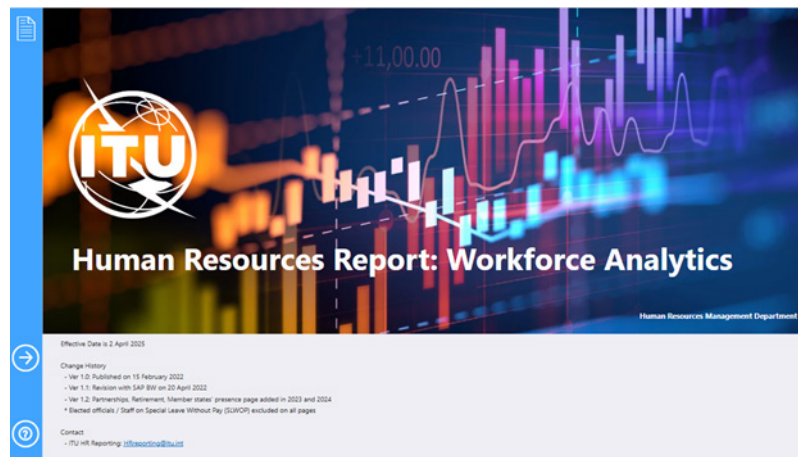 +11,00.00
ITU
Human Resources Report: Workforce Analytics
Human Resources Management Department
Effective Date is 2 April 2025
Change History
- Ver 1.0: Published on 15 February 2022
- Ver 1.1: Revision with SAP BW on 20 April 2022
- Ver 1.2: Partnerships, Retirement, Member states' presence page added in 2023 and 2024
* Elected officials / Staff on Special Leave Without Pay (SLWOP) excluded on all pages
Contact
- ITU HR Reporting: HRreporting@itu.int